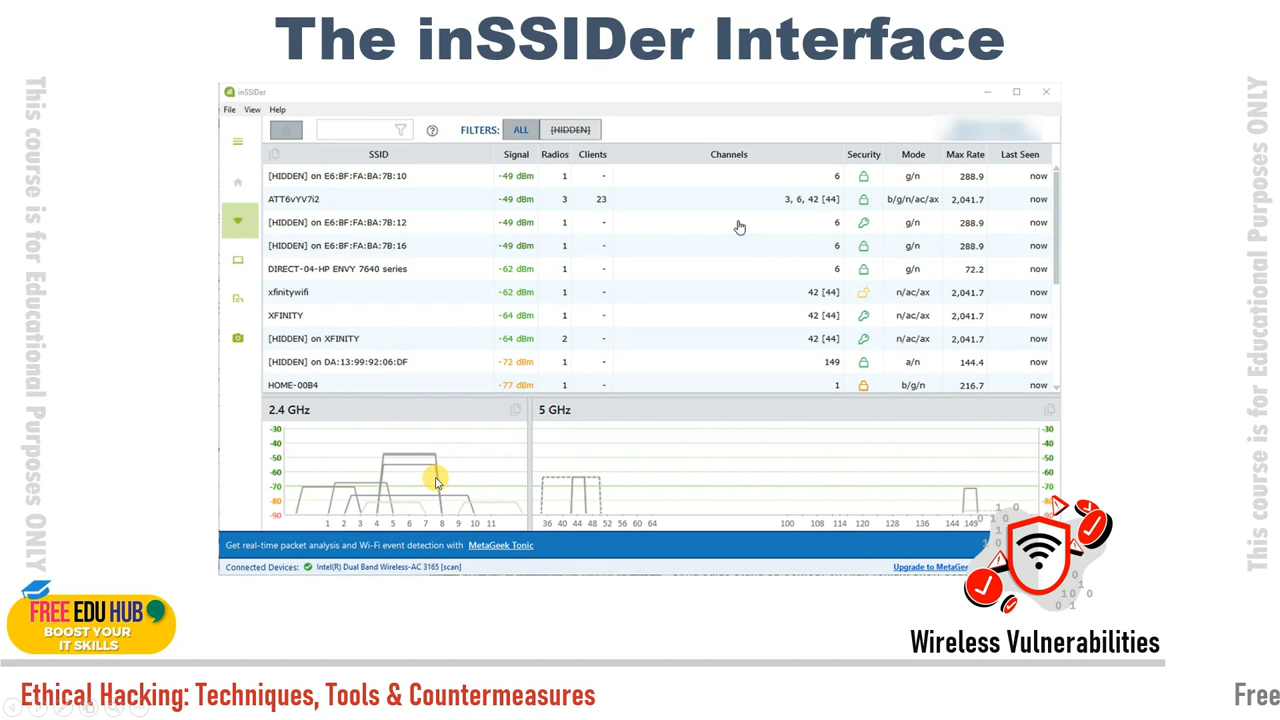 The inSSIDer Interface
inSSIDer
File View Help
FILTERS: ALL [HIDDEN]
SSID Signal Radios Clients Channels Security Mode Max Rate Last Seen
[HIDDEN] on E6:BF:FA:BA:7B:10 -49 dBm 1 - 6 g/n 288.9 now
ATT6vYV7i2 -49 dBm 3 23 3, 6, 42 [44] b/g/n/ac/ax 2,041.7 now
[HIDDEN] on E6:BF:FA:BA:7B:12 -49 dBm 1 - 6 g/n 288.9 now
[HIDDEN] on E6:BF:FA:BA:7B:16 -49 dBm 1 - 6 g/n 288.9 now
DIRECT-04-HP ENVY 7640 series -62 dBm 1 - 6 g/n 72.2 now
xfinitywifi -62 dBm 1 - 42 [44] n/ac/ax 2,041.7 now
XFINITY -64 dBm 1 - 42 [44] n/ac/ax 2,041.7 now
[HIDDEN] on XFINITY -64 dBm 2 - 42 [44] n/ac/ax 2,041.7 now
[HIDDEN] on DA:13:99:92:06:DF -72 dBm 1 - 149 a/n 144.4 now
HOME-00B4 -77 dBm 1 - 1 b/g/n 216.7 now
2.4 GHz 5 GHz
-30 -30
-40 -40
-50 -50
-60 -60
-70 -70
-80 -80
-90 -90
1 2 3 4 5 6 7 8 9 10 11 36 40 44 48 52 56 60 64 100 108 114 120 128 136 144 149
Get real-time packet analysis and Wi-Fi event detection with MetaGeek Tonic
Connected Devices: Intel(R) Dual Band Wireless-AC 3165 [scan] Upgrade to MetaGee
This course is for Educational Purposes ONLY
This course is for Educational Purposes ONLY
FREE EDU HUB
BOOST YOUR
IT SKILLS
Wireless Vulnerabilities
Ethical Hacking: Techniques, Tools & Countermeasures
Free